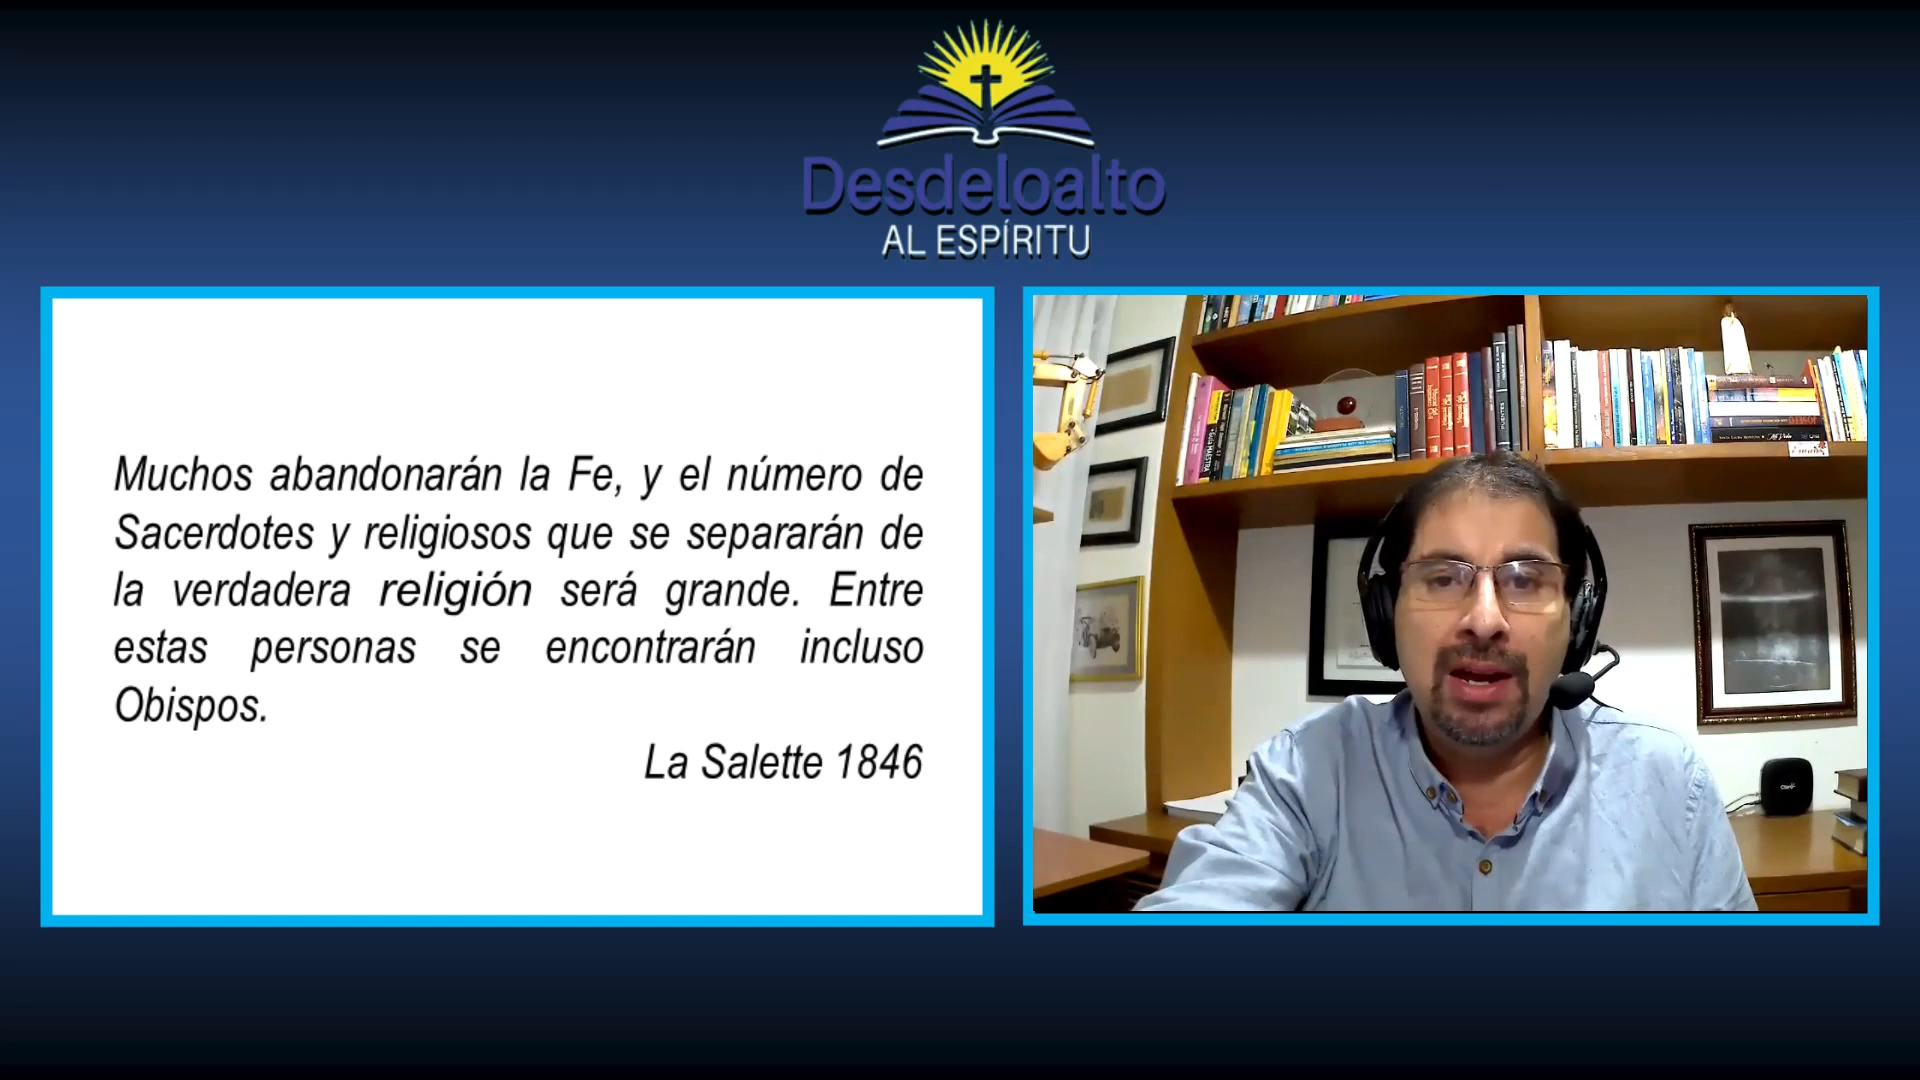 Desdeloalto
AL ESPÍRITU
Muchos abandonarán la Fe, y el número de
Sacerdotes y religiosos que se separarán de
la verdadera religión será grande. Entre
estas personas se encontrarán incluso
Obispos.
La Salette 1846
Claro